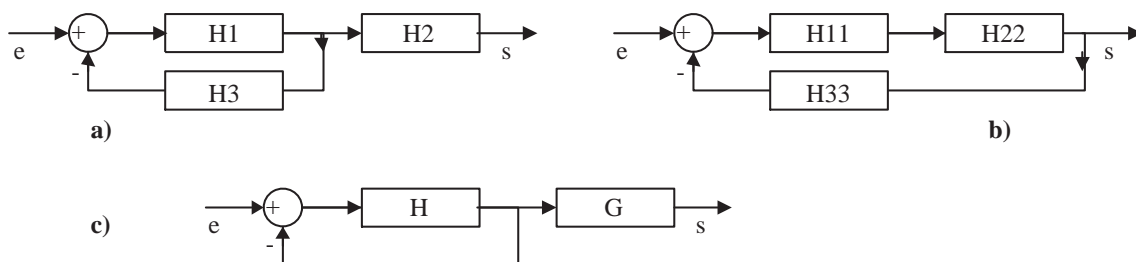 + H1 H2
e s
- H3
a)
+ H11 H22
e s
- H33
b)
c) + H G
e s
-